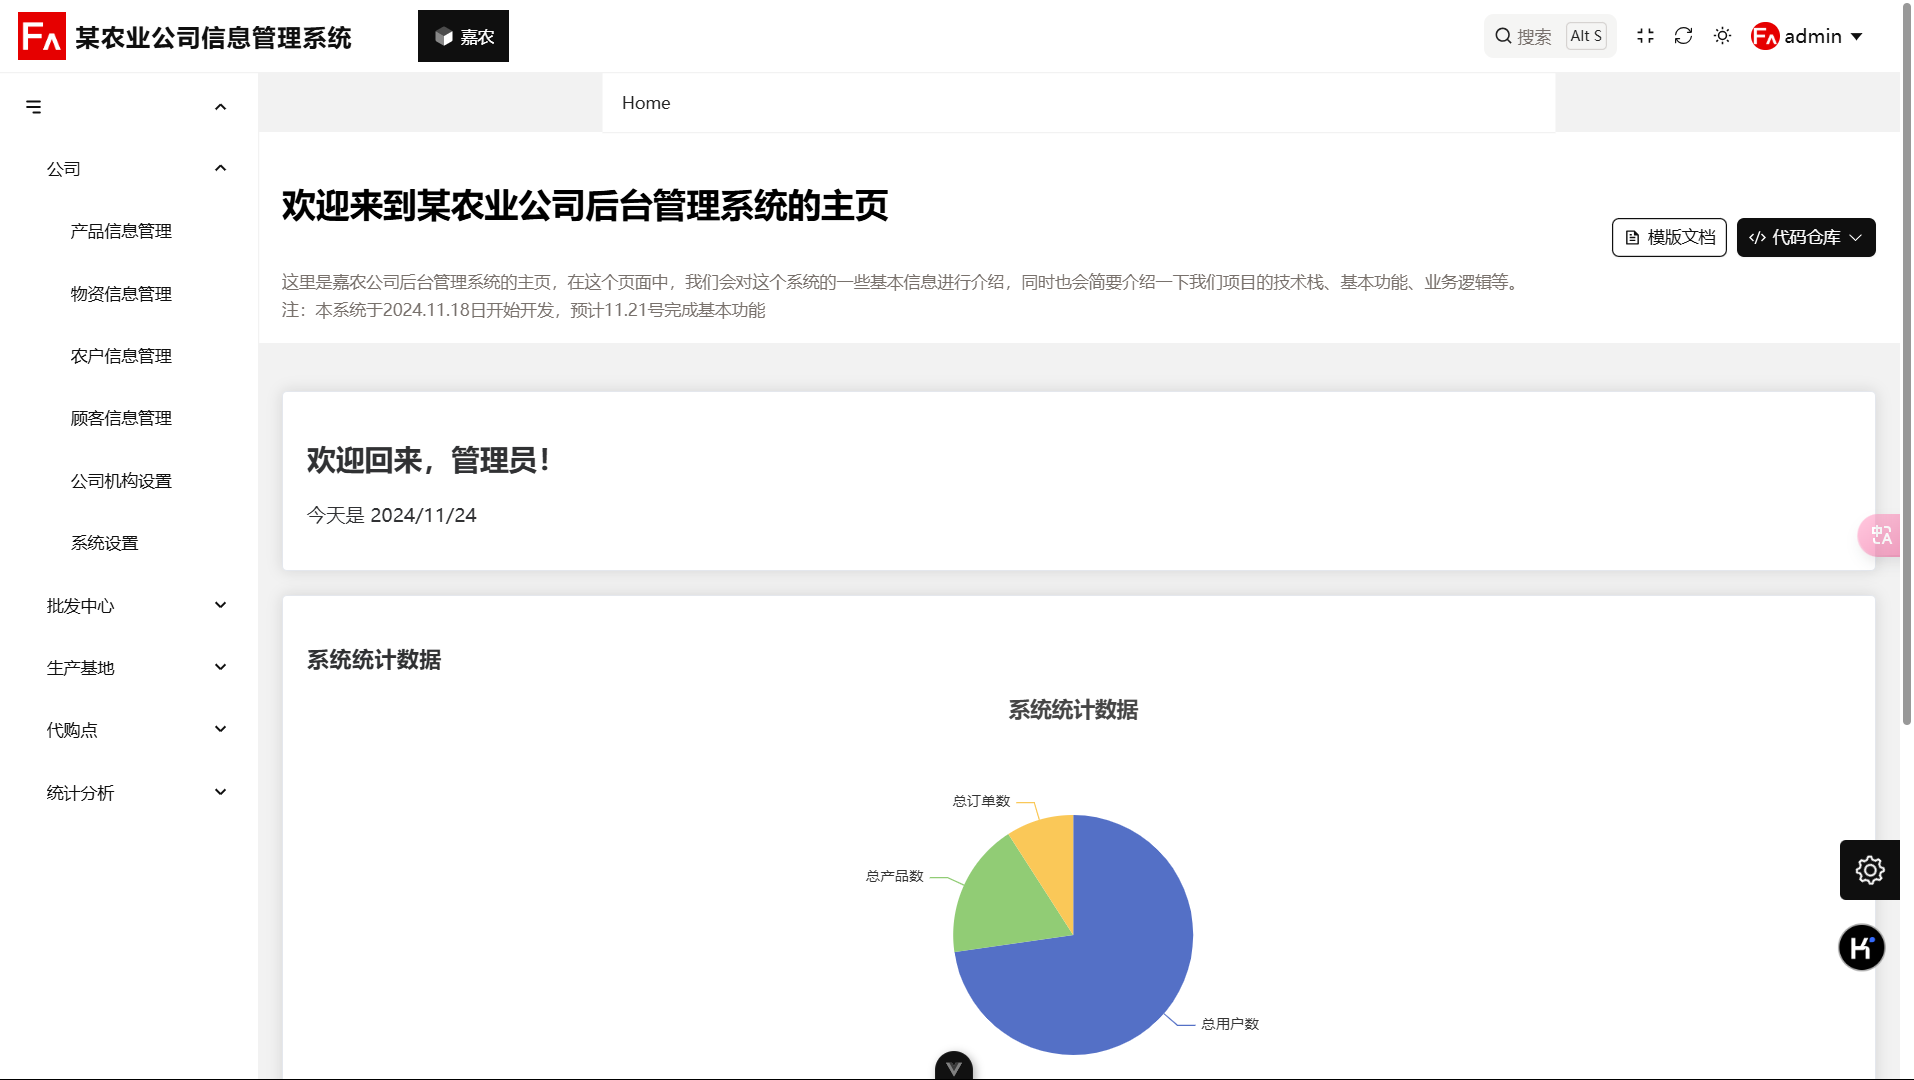 某农业公司信息管理系统
嘉农
搜索 Alt S
admin
Home
公司
产品信息管理
物资信息管理
农户信息管理
顾客信息管理
公司机构设置
系统设置
批发中心
生产基地
代购点
统计分析
欢迎来到某农业公司后台管理系统的主页
模版文档
代码仓库
这里是嘉农公司后台管理系统的主页，在这个页面中，我们会对这个系统的一些基本信息进行介绍，同时也会简要介绍一下我们项目的技术栈、基本功能、业务逻辑等。
注：本系统于2024.11.18日开始开发，预计11.21号完成基本功能
欢迎回来，管理员！
今天是 2024/11/24
系统统计数据
系统统计数据
总订单数
总产品数
总用户数